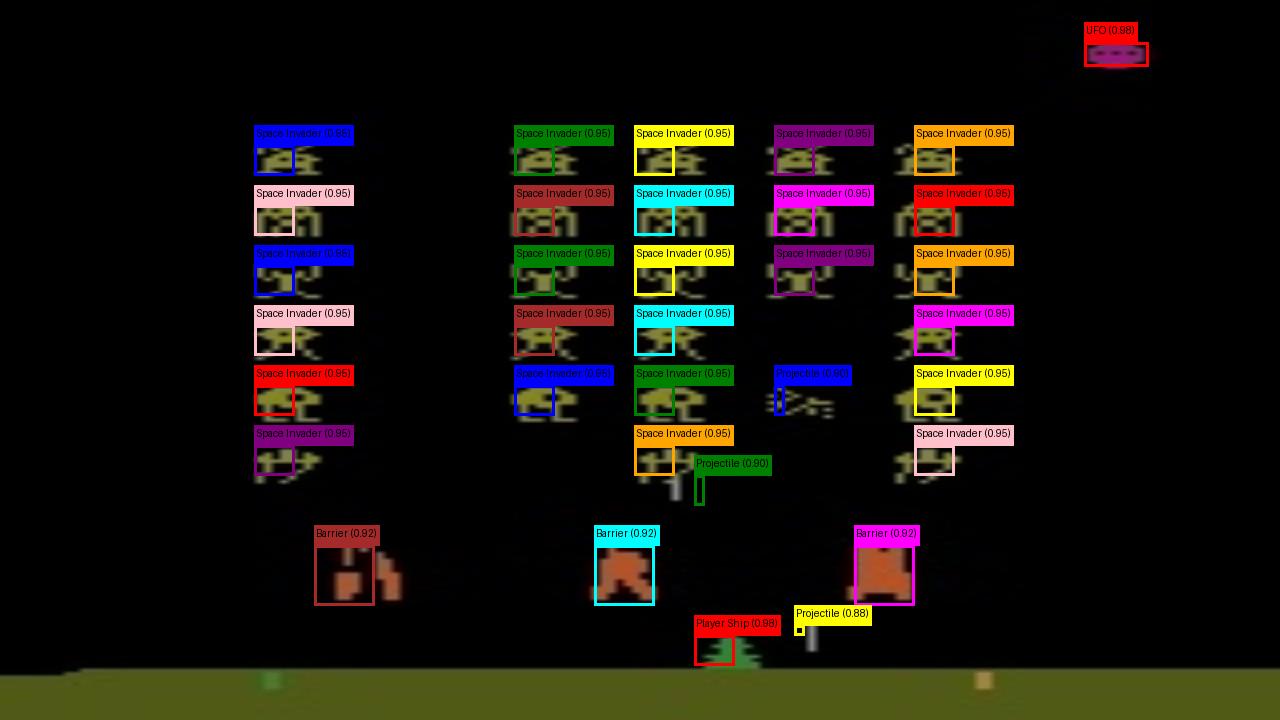 UFO (0.98)
Space Invader (0.95) Space Invader (0.95) Space Invader (0.95) Space Invader (0.95) Space Invader (0.95)
Space Invader (0.95) Space Invader (0.95) Space Invader (0.95) Space Invader (0.95) Space Invader (0.95)
Space Invader (0.95) Space Invader (0.95) Space Invader (0.95) Space Invader (0.95) Space Invader (0.95)
Space Invader (0.95) Space Invader (0.95) Space Invader (0.95) Space Invader (0.95)
Space Invader (0.95) Space Invader (0.95) Space Invader (0.95) Projectile (0.90) Space Invader (0.95)
Space Invader (0.95) Space Invader (0.95) Space Invader (0.95)
Projectile (0.90)
Barrier (0.92) Barrier (0.92) Barrier (0.92)
Projectile (0.88)
Player Ship (0.98)